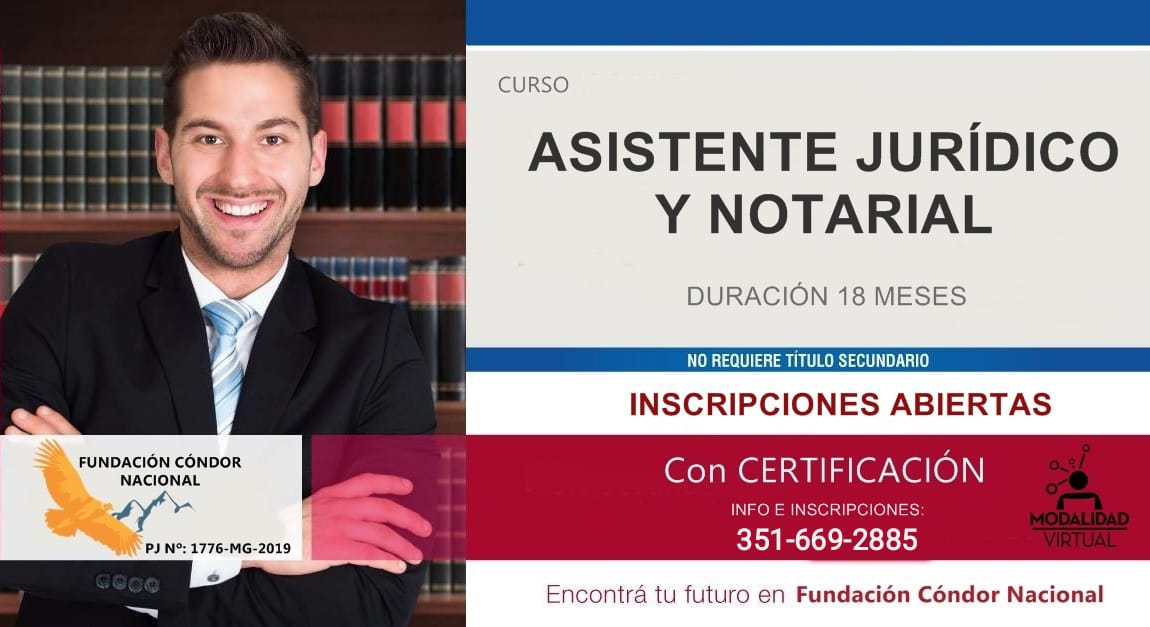 CURSO
ASISTENTE JURÍDICO
Y NOTARIAL
DURACIÓN 18 MESES
NO REQUIERE TÍTULO SECUNDARIO
INSCRIPCIONES ABIERTAS
FUNDACIÓN CÓNDOR
NACIONAL
PJ Nº: 1776-MG-2019
Con CERTIFICACIÓN
INFO E INSCRIPCIONES:
351-669-2885
MODALIDAD
VIRTUAL
Encontrá tu futuro en Fundación Cóndor Nacional